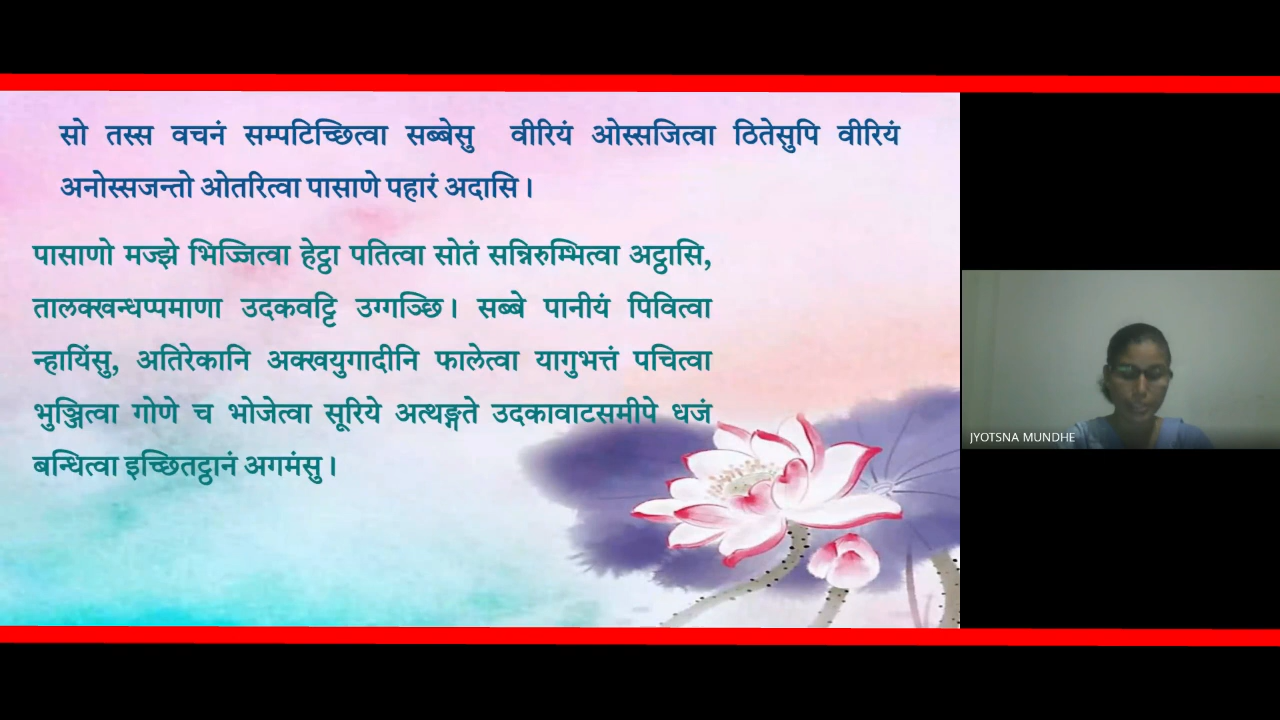 सो तस्स वचनं सम्पटिच्छित्वा सब्बेसु वीरियं ओस्सजित्वा ठितेसुपि वीरियं
अनोस्सजन्तो ओतरित्वा पासाणे पहारं अदासि।
पासाणो मज्झे भिज्जित्वा हेट्ठा पतित्वा सोतं सन्निरुम्भित्वा अट्ठासि,
तालक्खन्धप्पमाणा उदकवट्टि उग्गञ्छि। सब्बे पानीयं पिवित्वा
न्हायिंसु, अतिरेकानि अक्खयुगादीनि फालेत्वा यागुभत्तं पचित्वा
भुञ्जित्वा गोणे च भोजेत्वा सूरिये अत्थङ्गते उदकावाटसमीपे धजं
बन्धित्वा इच्छितट्ठानं अगमंसु।
JYOTSNA MUNDHE